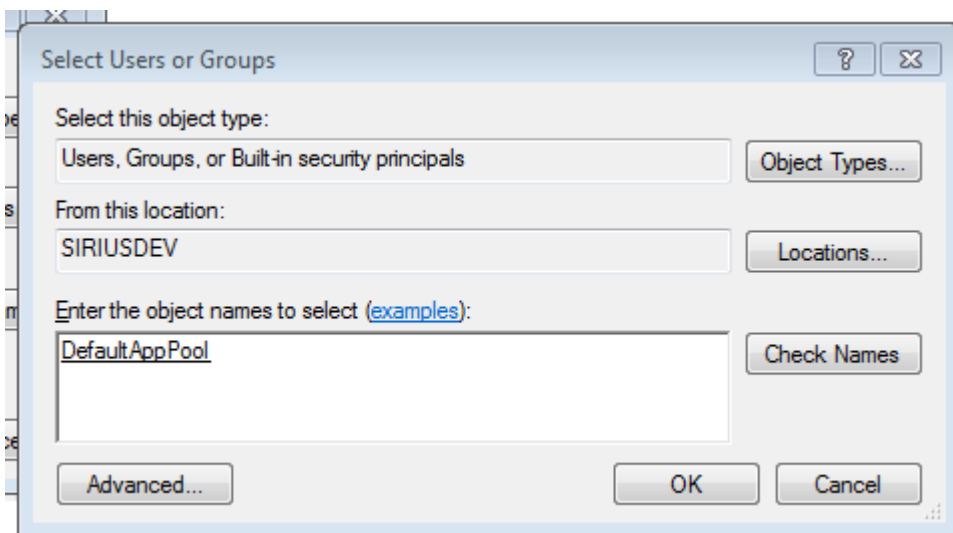 Select Users or Groups
Select this object type:
Users, Groups, or Built-in security principals
Object Types...
From this location:
SIRIUSDEV
Locations...
Enter the object names to select (examples):
DefaultAppPool
Check Names
Advanced...
OK
Cancel